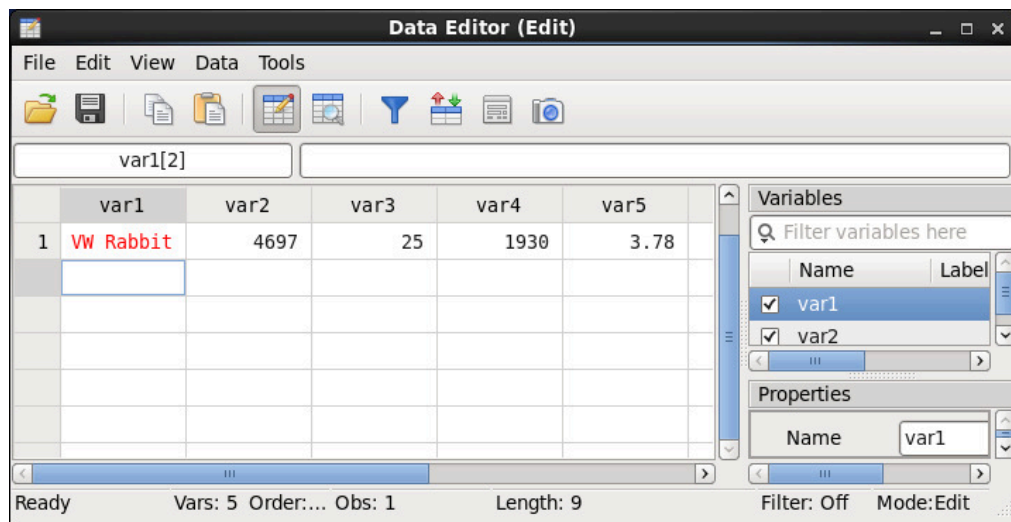 Data Editor (Edit)
File Edit View Data Tools
var1[2]
var1 var2 var3 var4 var5
1 VW Rabbit 4697 25 1930 3.78
Variables
Filter variables here
Name Label
var1
var2
Properties
Name var1
Ready Vars: 5 Order:... Obs: 1 Length: 9 Filter: Off Mode:Edit